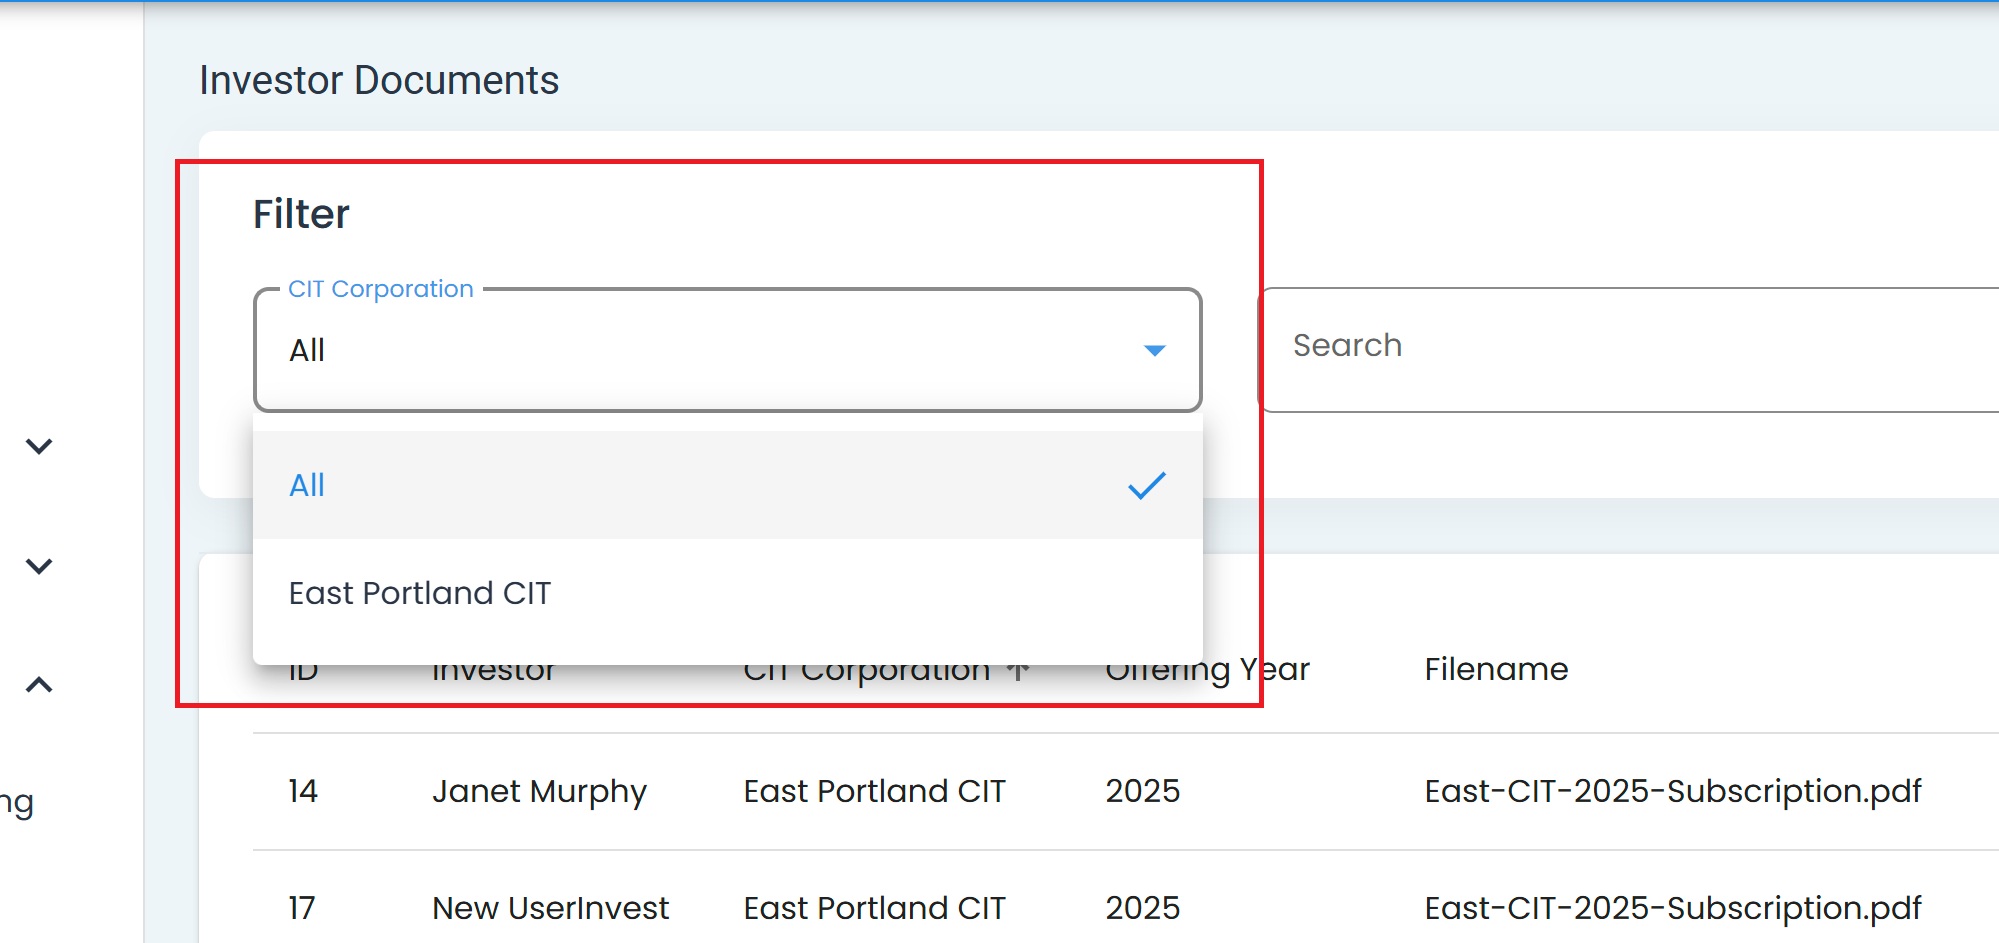 Investor Documents
Filter
CIT Corporation
All
Search
All
East Portland CIT
ID Investor CIT Corporation Offering Year Filename
14 Janet Murphy East Portland CIT 2025 East-CIT-2025-Subscription.pdf
ng
17 New UserInvest East Portland CIT 2025 East-CIT-2025-Subscription.pdf